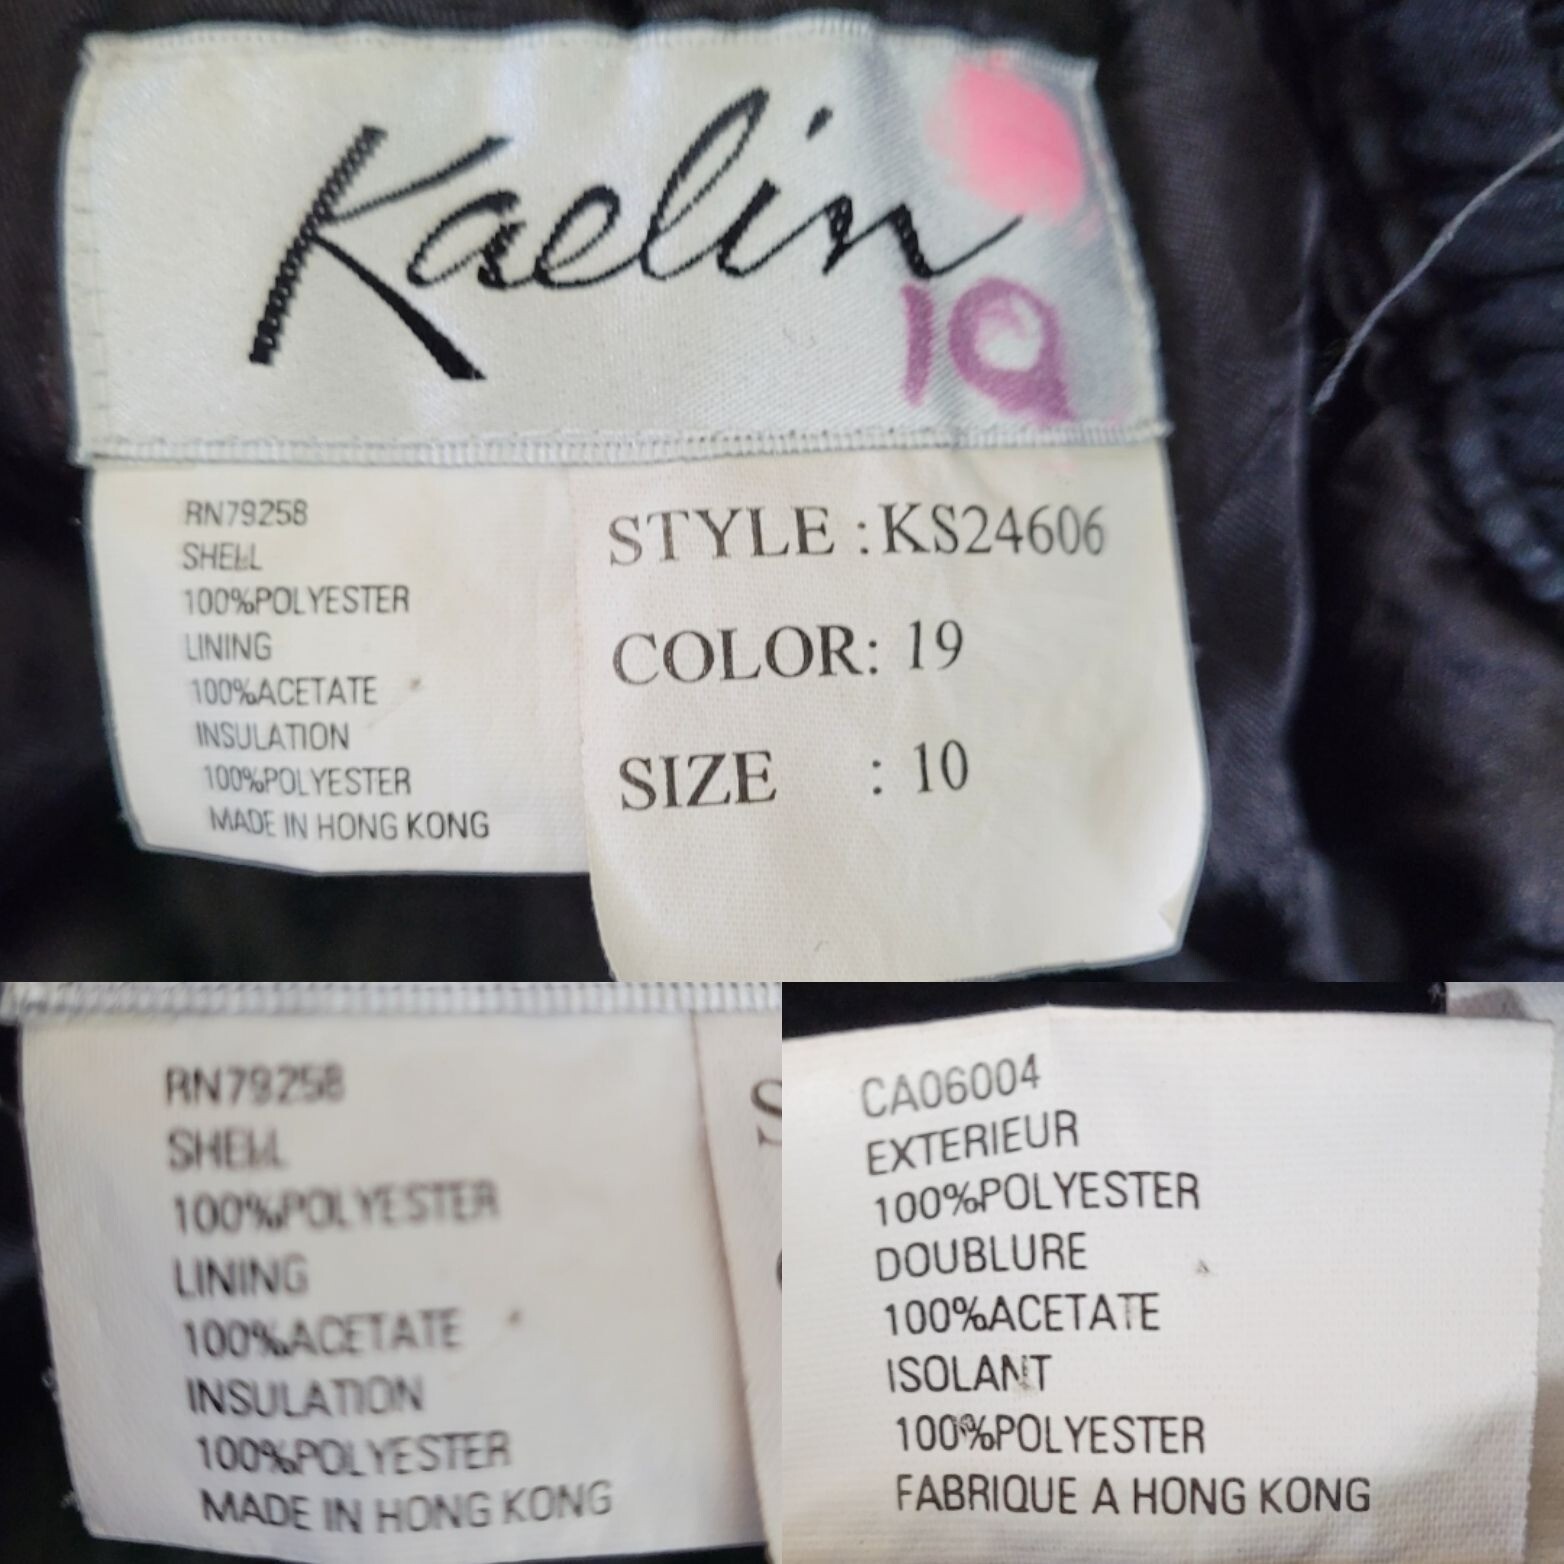 Kaelin
10
RN79258
SHELL
100%POLYESTER
LINING
100%ACETATE
INSULATION
100%POLYESTER
MADE IN HONG KONG
STYLE : KS24606
COLOR: 19
SIZE : 10
RN79258
SHELL
100%POLYESTER
LINING
100%ACETATE
INSULATION
100%POLYESTER
MADE IN HONG KONG
CA06004
EXTERIEUR
100%POLYESTER
DOUBLURE
100%ACETATE
ISOLANT
100%POLYESTER
FABRIQUE A HONG KONG